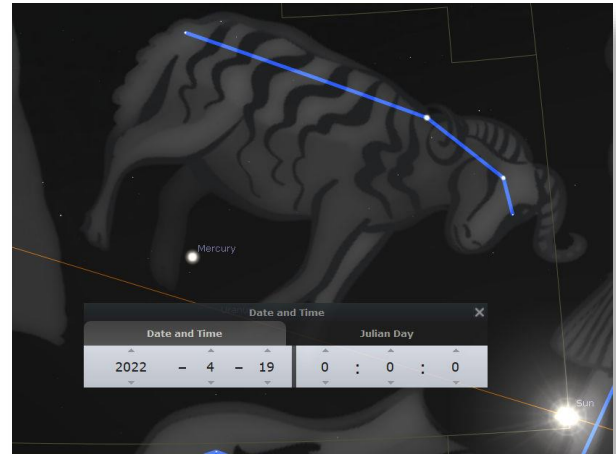 Mercury
Date and Time
Date and Time
Julian Day
2022 - 4 - 19
0 : 0 : 0
Sun